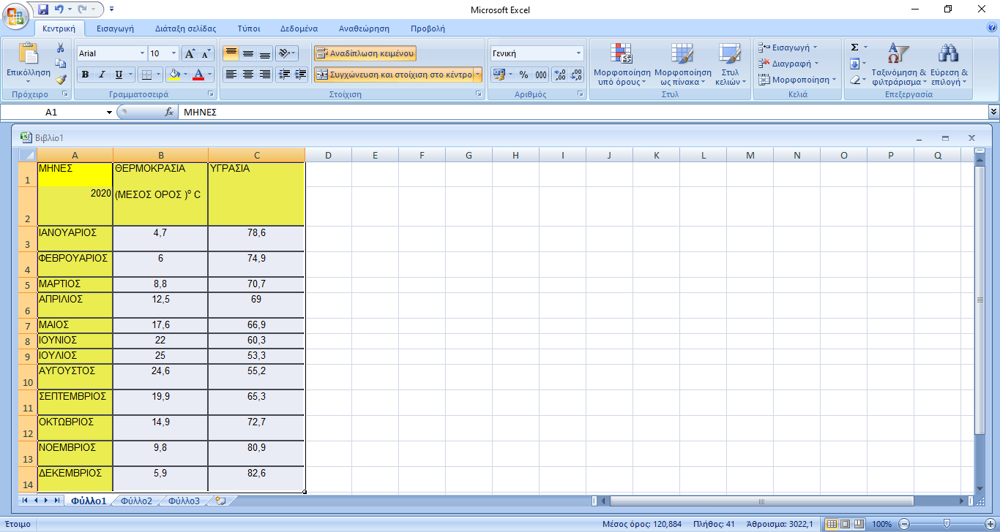 Microsoft Excel
Κεντρική Εισαγωγή Διάταξη σελίδας Τύποι Δεδομένα Αναθεώρηση Προβολή
Επικόλληση
Πρόχειρο
Arial 10
B I U
Γραμματοσειρά
Αναδίπλωση κειμένου
Συγχώνευση και στοίχιση στο κέντρο
Στοίχιση
Γενική
% 000
Αριθμός
Μορφοποίηση υπό όρους
Μορφοποίηση ως πίνακα
Στυλ κελιών
Στυλ
Εισαγωγή
Διαγραφή
Μορφοποίηση
Κελιά
Ταξινόμηση & φιλτράρισμα
Εύρεση & επιλογή
Επεξεργασία
A1 fx ΜΗΝΕΣ
Βιβλίο1
A B C D E F G H I J K L M N O P Q
1 ΜΗΝΕΣ ΘΕΡΜΟΚΡΑΣΙΑ ΥΓΡΑΣΙΑ
2 2020 (ΜΕΣΟΣ ΟΡΟΣ )º C
3 ΙΑΝΟΥΑΡΙΟΣ 4,7 78,6
4 ΦΕΒΡΟΥΑΡΙΟΣ 6 74,9
5 ΜΑΡΤΙΟΣ 8,8 70,7
6 ΑΠΡΙΛΙΟΣ 12,5 69
7 ΜΑΙΟΣ 17,6 66,9
8 ΙΟΥΝΙΟΣ 22 60,3
9 ΙΟΥΛΙΟΣ 25 53,3
10 ΑΥΓΟΥΣΤΟΣ 24,6 55,2
11 ΣΕΠΤΕΜΒΡΙΟΣ 19,9 65,3
12 ΟΚΤΩΒΡΙΟΣ 14,9 72,7
13 ΝΟΕΜΒΡΙΟΣ 9,8 80,9
14 ΔΕΚΕΜΒΡΙΟΣ 5,9 82,6
Φύλλο1 Φύλλο2 Φύλλο3
Έτοιμο Μέσος όρος: 120,884 Πλήθος: 41 Άθροισμα: 3022,1 100%